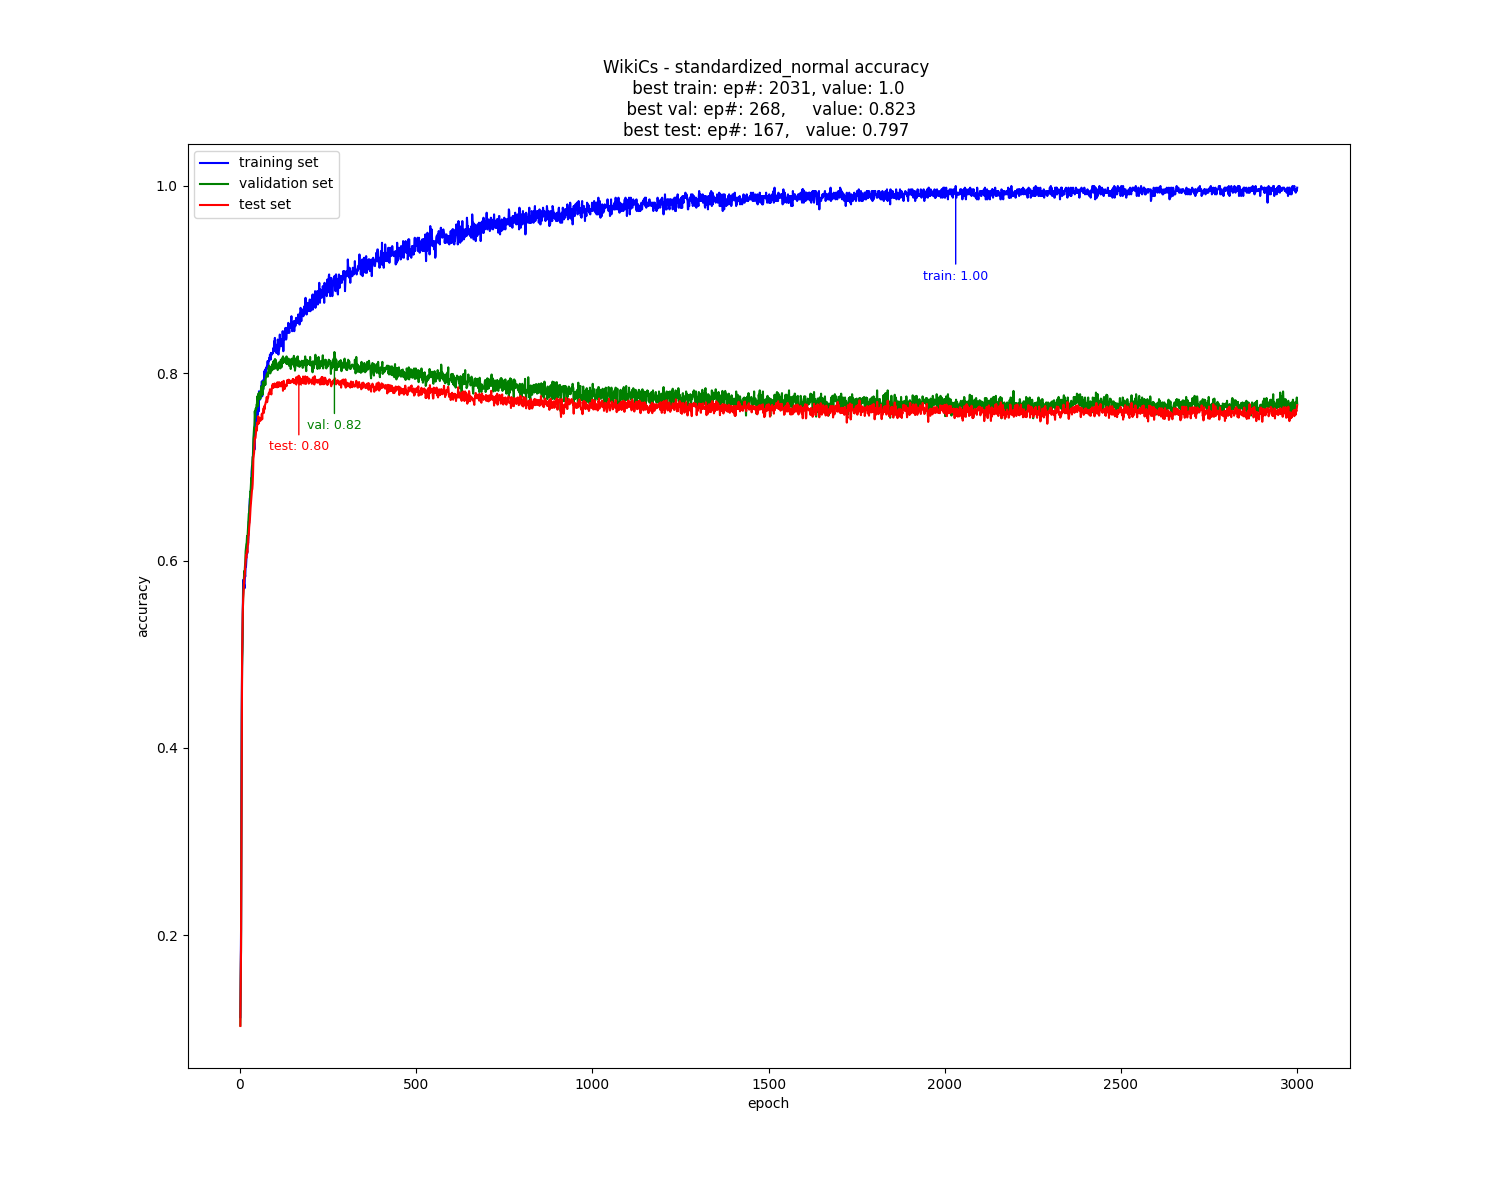 WikiCs - standardized_normal accuracy
best train: ep#: 2031, value: 1.0
best val: ep#: 268, value: 0.823
best test: ep#: 167, value: 0.797
training set
validation set
test set
1.0
0.8
0.6
0.4
0.2
accuracy
train: 1.00
val: 0.82
test: 0.80
0 500 1000 1500 2000 2500 3000
epoch